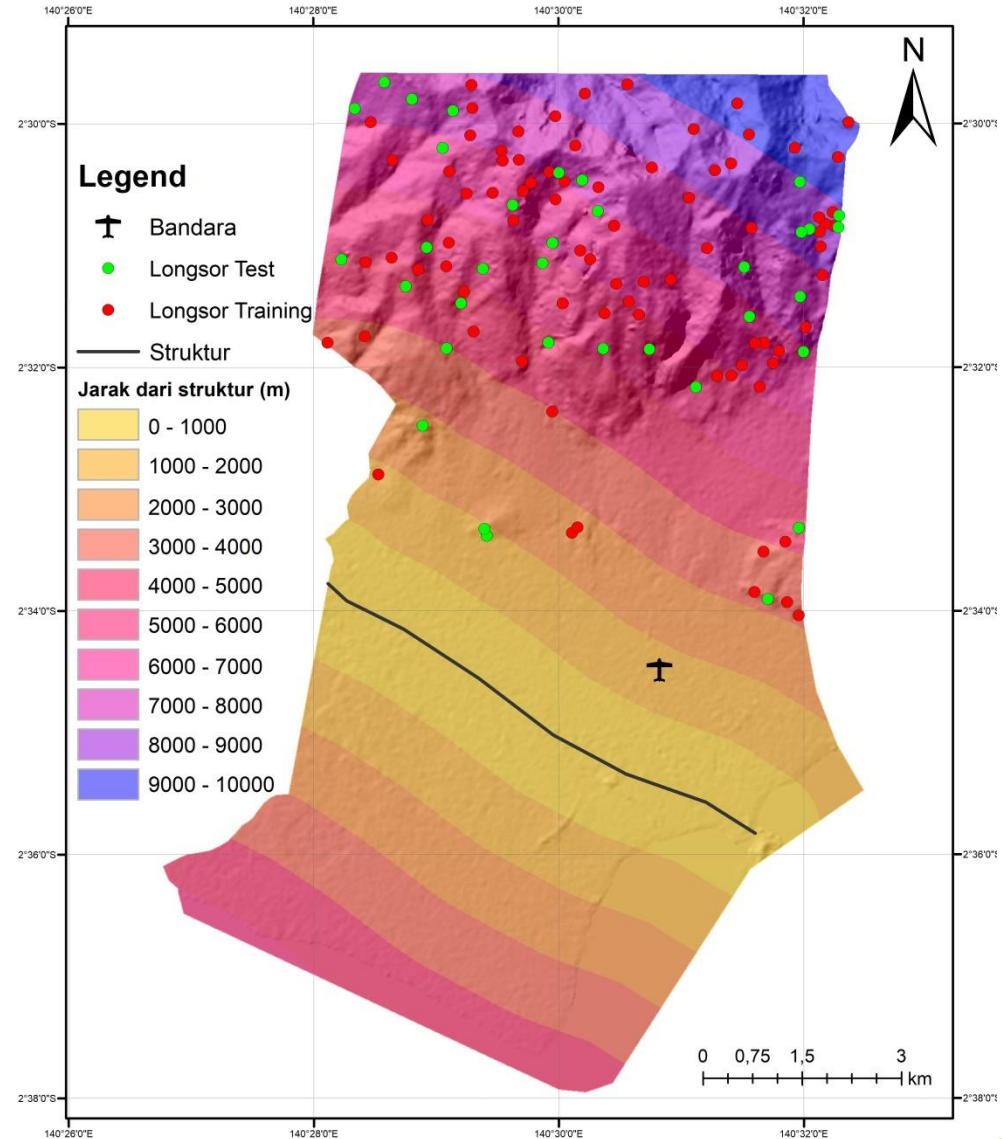 140°26'0"E 140°28'0"E 140°30'0"E 140°32'0"E
N
2°30'0"S 2°30'0"S
Legend
Bandara
Longsor Test
Longsor Training
Struktur
2°32'0"S 2°32'0"S
Jarak dari struktur (m)
0 - 1000
1000 - 2000
2000 - 3000
3000 - 4000
4000 - 5000
5000 - 6000
6000 - 7000
7000 - 8000
8000 - 9000
9000 - 10000
2°34'0"S 2°34'0"S
2°36'0"S 2°36'0"S
0 0,75 1,5 3
km
2°38'0"S 2°38'0"S
140°26'0"E 140°28'0"E 140°30'0"E 140°32'0"E